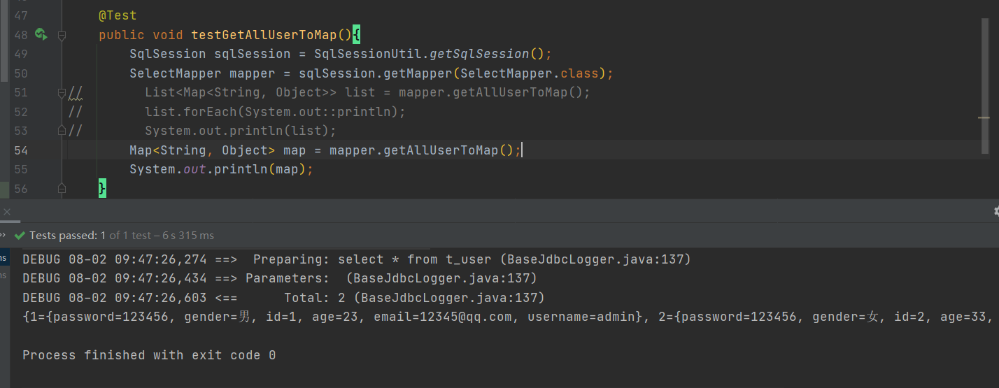 47 @Test
48 public void testGetAllUserToMap(){
49 SqlSession sqlSession = SqlSessionUtil.getSqlSession();
50 SelectMapper mapper = sqlSession.getMapper(SelectMapper.class);
51 // List<Map<String, Object>> list = mapper.getAllUserToMap();
52 // list.forEach(System.out::println);
53 // System.out.println(list);
54 Map<String, Object> map = mapper.getAllUserToMap();
55 System.out.println(map);
56 }
Tests passed: 1 of 1 test – 6 s 315 ms
DEBUG 08-02 09:47:26,274 ==>  Preparing: select * from t_user (BaseJdbcLogger.java:137)
DEBUG 08-02 09:47:26,434 ==> Parameters:  (BaseJdbcLogger.java:137)
DEBUG 08-02 09:47:26,603 <==      Total: 2 (BaseJdbcLogger.java:137)
{1={password=123456, gender=男, id=1, age=23, email=12345@qq.com, username=admin}, 2={password=123456, gender=女, id=2, age=33,
Process finished with exit code 0